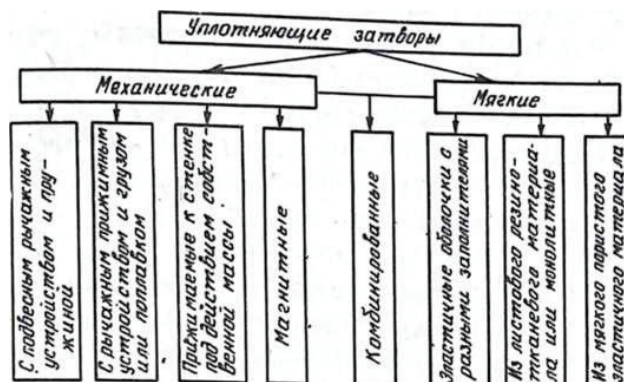 Уплотняющие затворы
Механические
Мягкие
С подвесным рычажным
устройством и пру-
жиной
С рычажным прижимным
устройством и грузом
или поплавком
Прижимаемые к стенке
под действием собст-
венной массы
Магнитные
Комбинированные
Эластичные оболочки с
разными заполнителями
Из листового резино-
тканевого материа-
ла или монолитные
Из мягкого пористого
эластичного материала